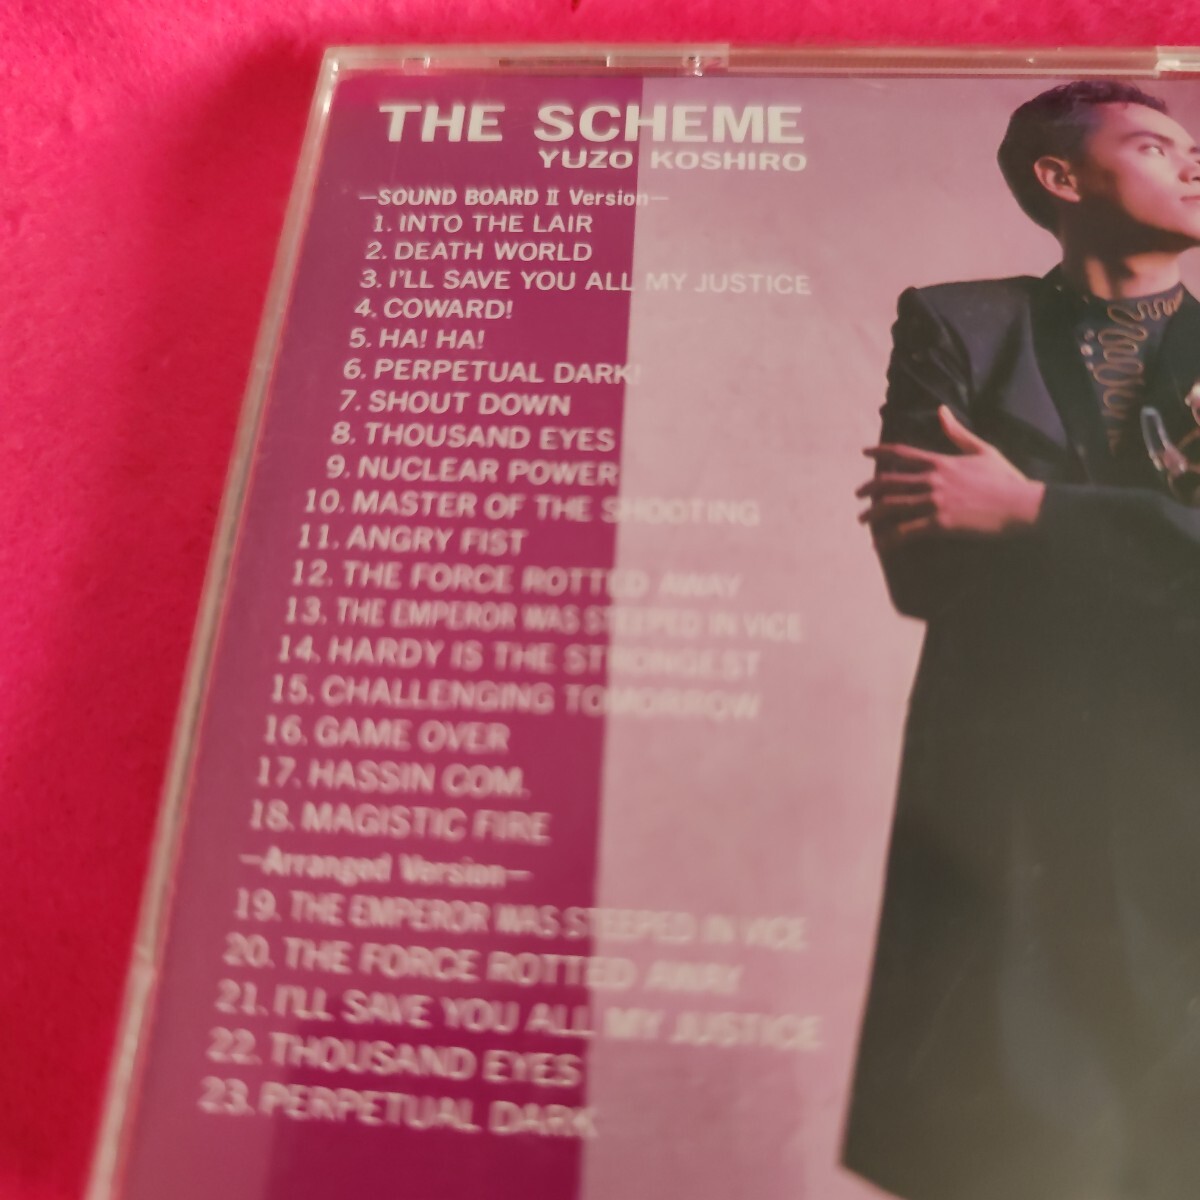 THE SCHEME
YUZO KOSHIRO
—SOUND BOARD II Version—
1. INTO THE LAIR
2. DEATH WORLD
3. I'LL SAVE YOU ALL MY JUSTICE
4. COWARD!
5. HA! HA!
6. PERPETUAL DARK!
7. SHOUT DOWN
8. THOUSAND EYES
9. NUCLEAR POWER
10. MASTER OF THE SHOOTING
11. ANGRY FIST
12. THE FORCE ROTTED AWAY
13. THE EMPEROR WAS STEEPED IN VICE
14. HARDY IS THE STRONGEST
15. CHALLENGING TOMORROW
16. GAME OVER
17. HASSIN COM.
18. MAGISTIC FIRE
—Arranged Version—
19. THE EMPEROR WAS STEEPED IN VICE
20. THE FORCE ROTTED AWAY
21. I'LL SAVE YOU ALL MY JUSTICE
22. THOUSAND EYES
23. PERPETUAL DARK